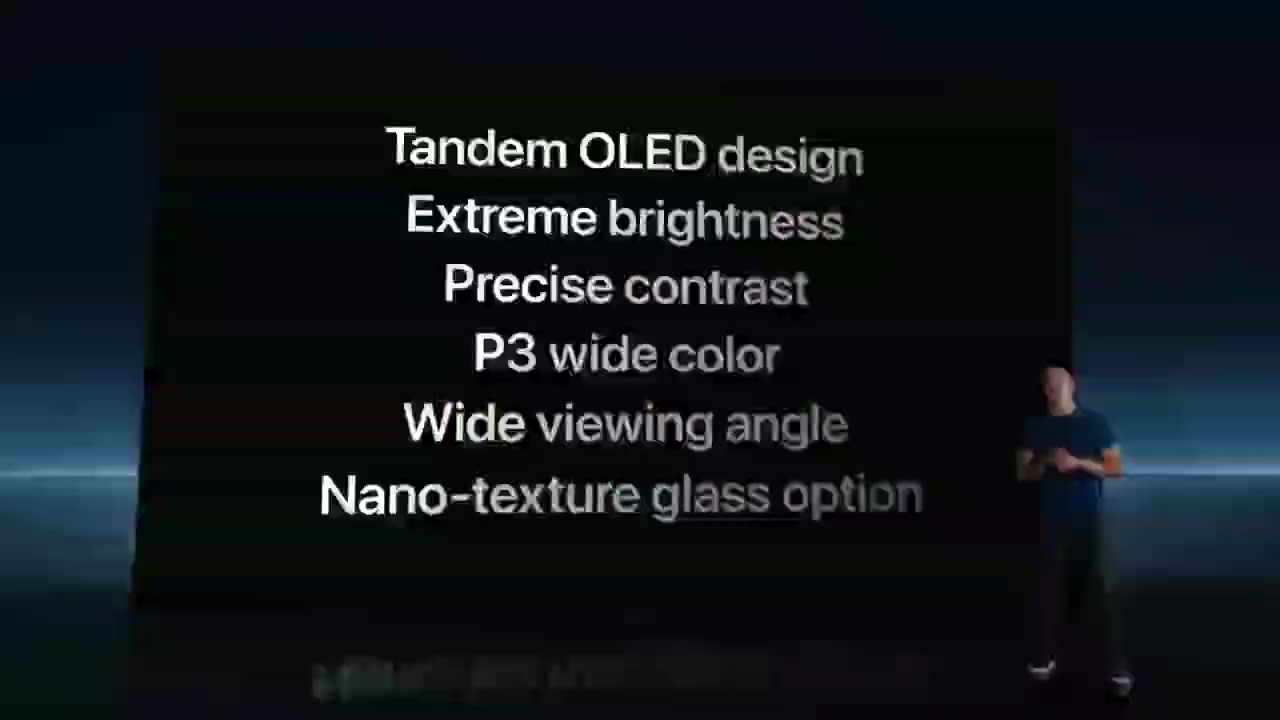 Tandem OLED design
Extreme brightness
Precise contrast
P3 wide color
Wide viewing angle
Nano-texture glass option